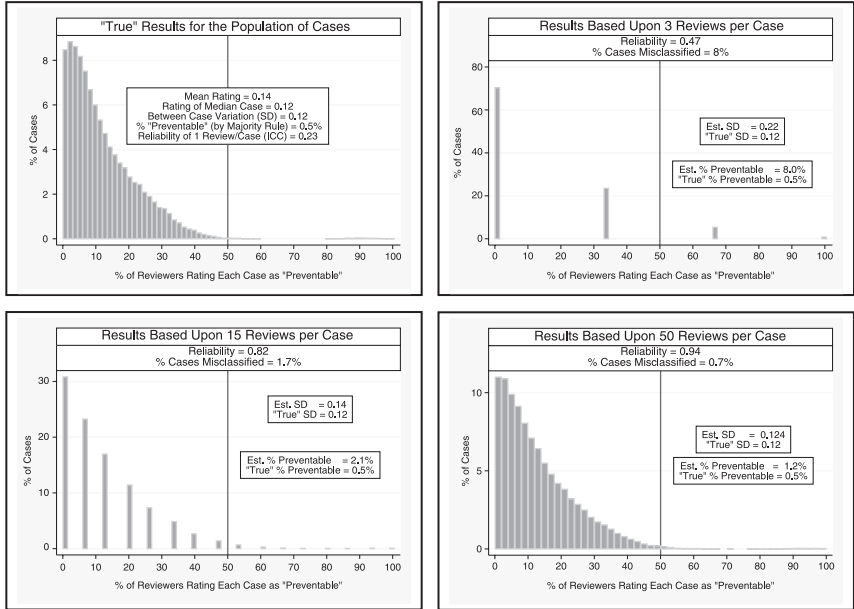 "True" Results for the Population of Cases
Mean Rating = 0.14
Rating of Median Case = 0.12
Between Case Variation (SD) = 0.12
% "Preventable" (by Majority Rule) = 0.5%
Reliability of 1 Review/Case (ICC) = 0.23
% of Cases
8
6
4
2
0
0 10 20 30 40 50 60 70 80 90 100
% of Reviewers Rating Each Case as "Preventable"
Results Based Upon 3 Reviews per Case
Reliability = 0.47
% Cases Misclassified = 8%
Est. SD = 0.22
"True" SD = 0.12
Est. % Preventable = 8.0%
"True" % Preventable = 0.5%
% of Cases
80
60
40
20
0
0 10 20 30 40 50 60 70 80 90 100
% of Reviewers Rating Each Case as "Preventable"
Results Based Upon 15 Reviews per Case
Reliability = 0.82
% Cases Misclassified = 1.7%
Est. SD = 0.14
"True" SD = 0.12
Est. % Preventable = 2.1%
"True" % Preventable = 0.5%
% of Cases
30
20
10
0
0 10 20 30 40 50 60 70 80 90 100
% of Reviewers Rating Each Case as "Preventable"
Results Based Upon 50 Reviews per Case
Reliability = 0.94
% Cases Misclassified = 0.7%
Est. SD = 0.124
"True" SD = 0.12
Est. % Preventable = 1.2%
"True" % Preventable = 0.5%
% of Cases
10
5
0
0 10 20 30 40 50 60 70 80 90 100
% of Reviewers Rating Each Case as "Preventable"